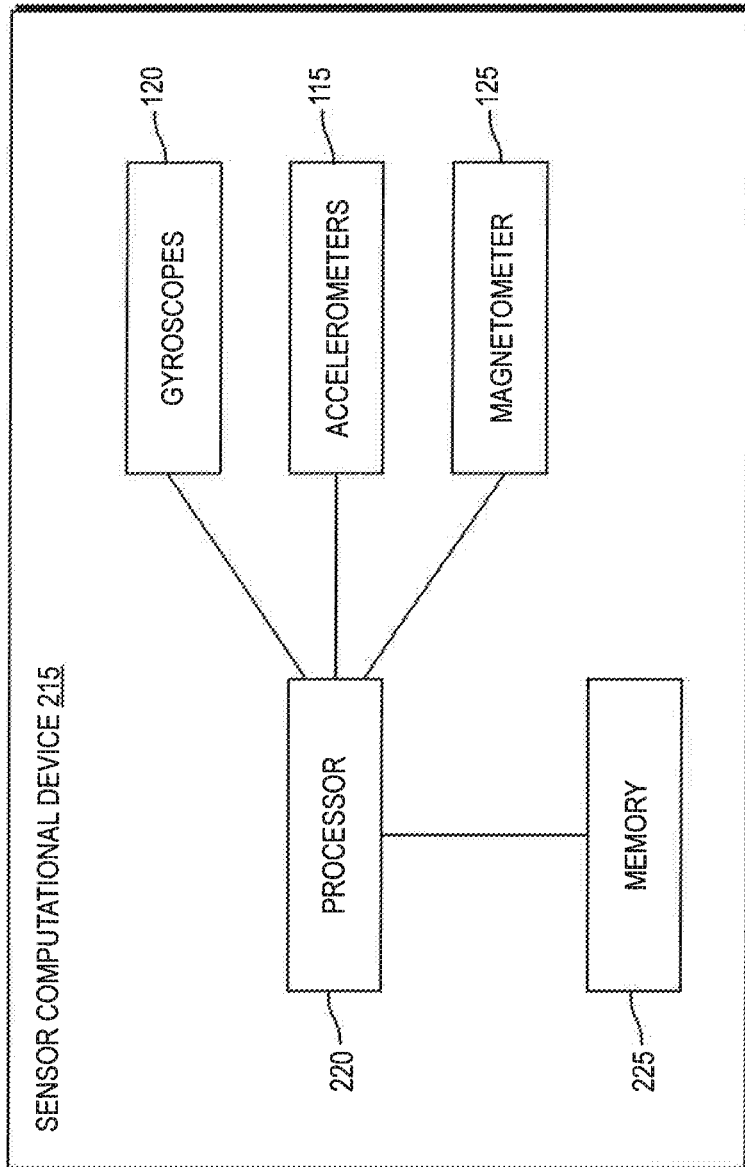 SENSOR COMPUTATIONAL DEVICE 215
GYROSCOPES
120
PROCESSOR
220
ACCELEROMETERS
115
MEMORY
225
MAGNETOMETER
125